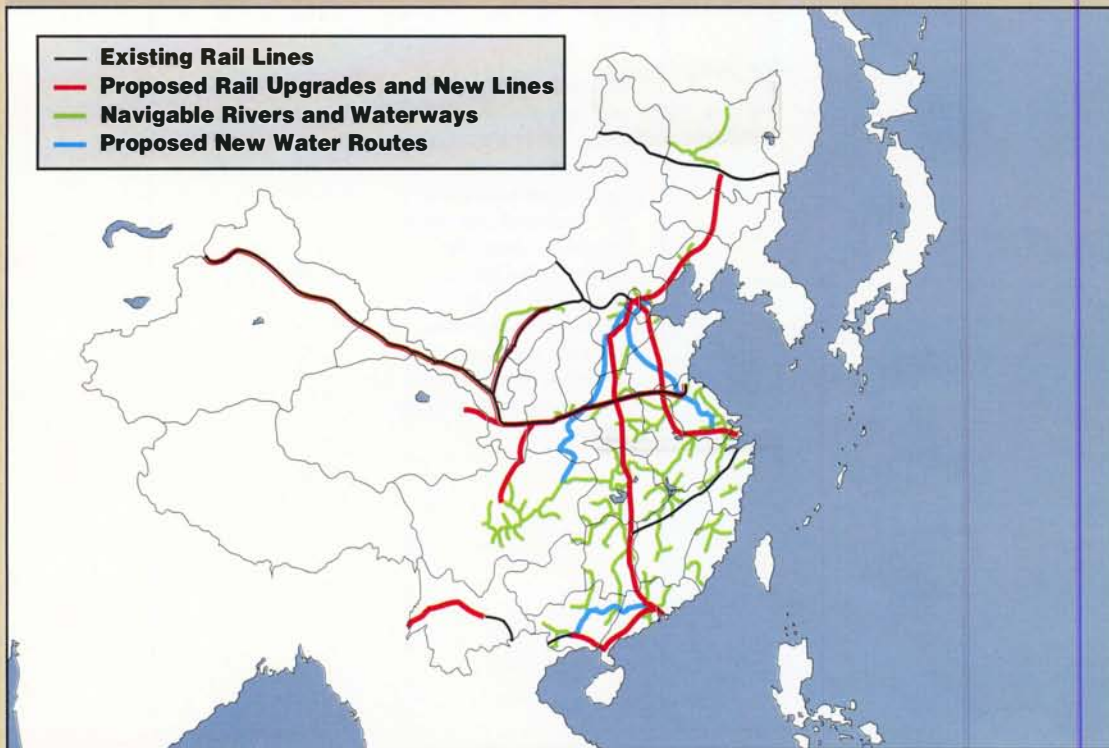 Existing Rail Lines
Proposed Rail Upgrades and New Lines
Navigable Rivers and Waterways
Proposed New Water Routes